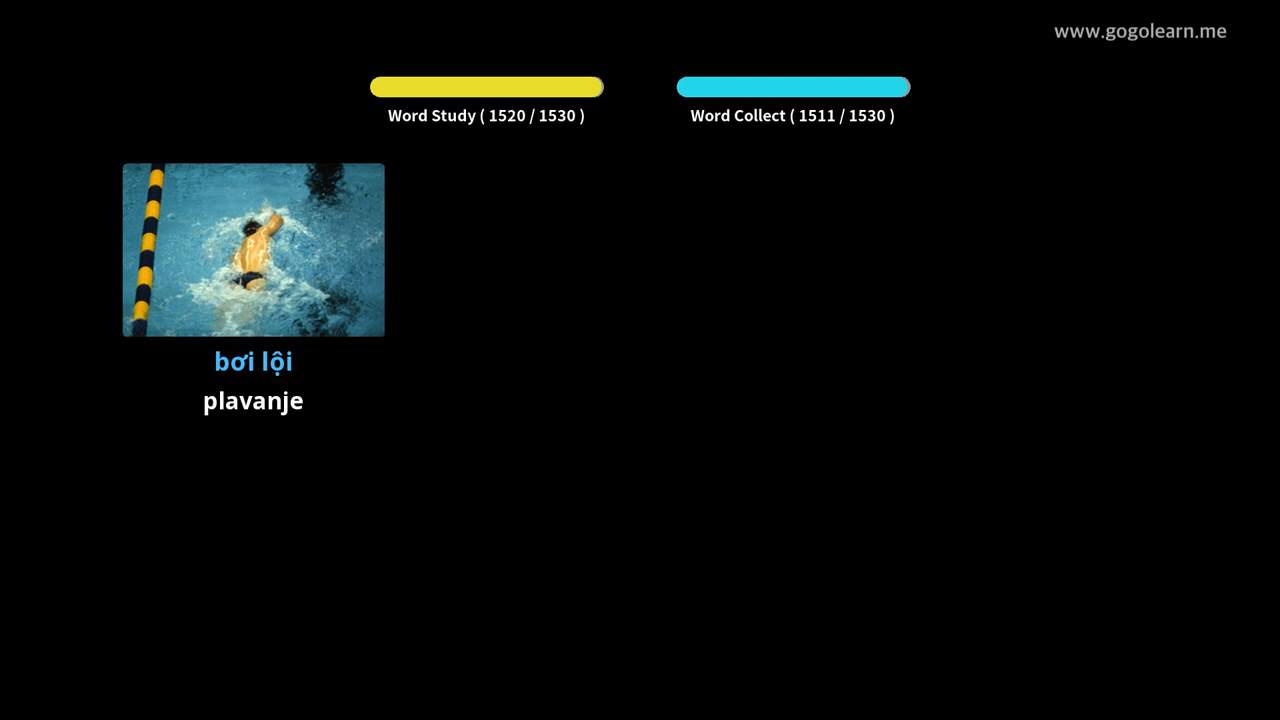 www.gogolearn.me
Word Study ( 1520 / 1530 )
Word Collect ( 1511 / 1530 )
bơi lội
plavanje